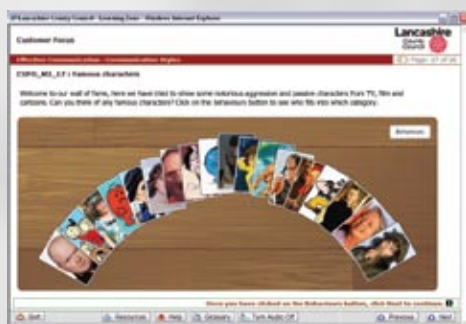 Lancashire County Council - Learning Zone - Windows Internet Explorer
Customer Focus
Lancashire
County
Council
Effective Communication - Communication Styles
Page: 17 of
: Famous characters
Welcome to our wall of fame, here we have tried to show some notorious aggressive and passive characters from TV, film and
cartoons. Can you think of any famous characters? Click on the behaviours button to see who fits into which category.
Behaviours
Once you have clicked on the Behaviours button, click Next to continue.
Exit
Resources
Help
Glossary
Turn Audio Off
Previous
Next